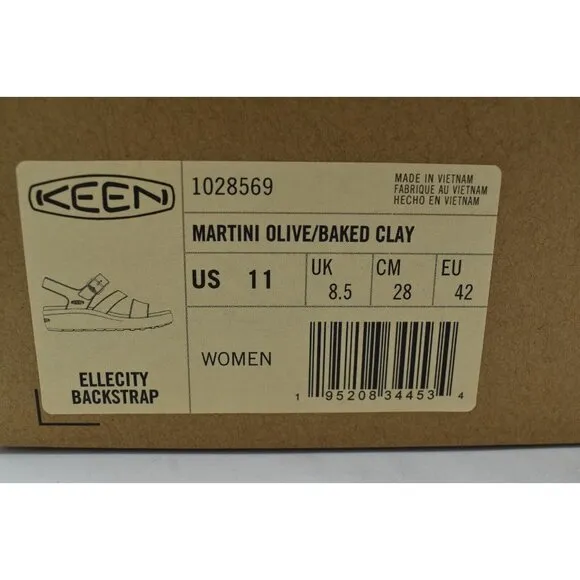 KEEN
1028569
MADE IN VIETNAM
FABRIQUE AU VIETNAM
HECHO EN VIETNAM
MARTINI OLIVE/BAKED CLAY
US 11
UK 8.5
CM 28
EU 42
ELLECITY
BACKSTRAP
WOMEN
1 95208 34453 4